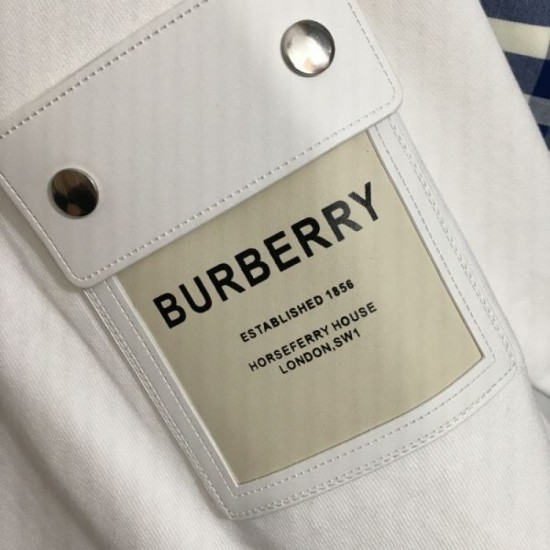 BURBERRY
ESTABLISHED 1856
HORSEFERRY HOUSE
LONDON,SW1